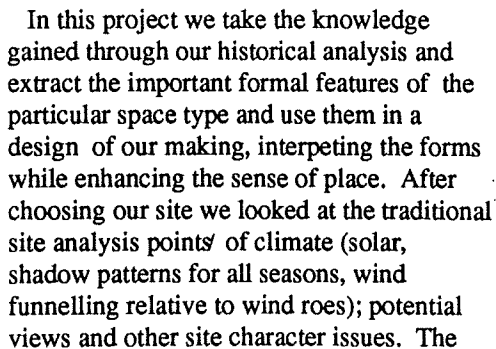 In this project we take the knowledge
gained through our historical analysis and
extract the important formal features of the
particular space type and use them in a
design of our making, interpeting the forms
while enhancing the sense of place. After
choosing our site we looked at the traditional
site analysis points of climate (solar,
shadow patterns for all seasons, wind
funnelling relative to wind roes); potential
views and other site character issues. The